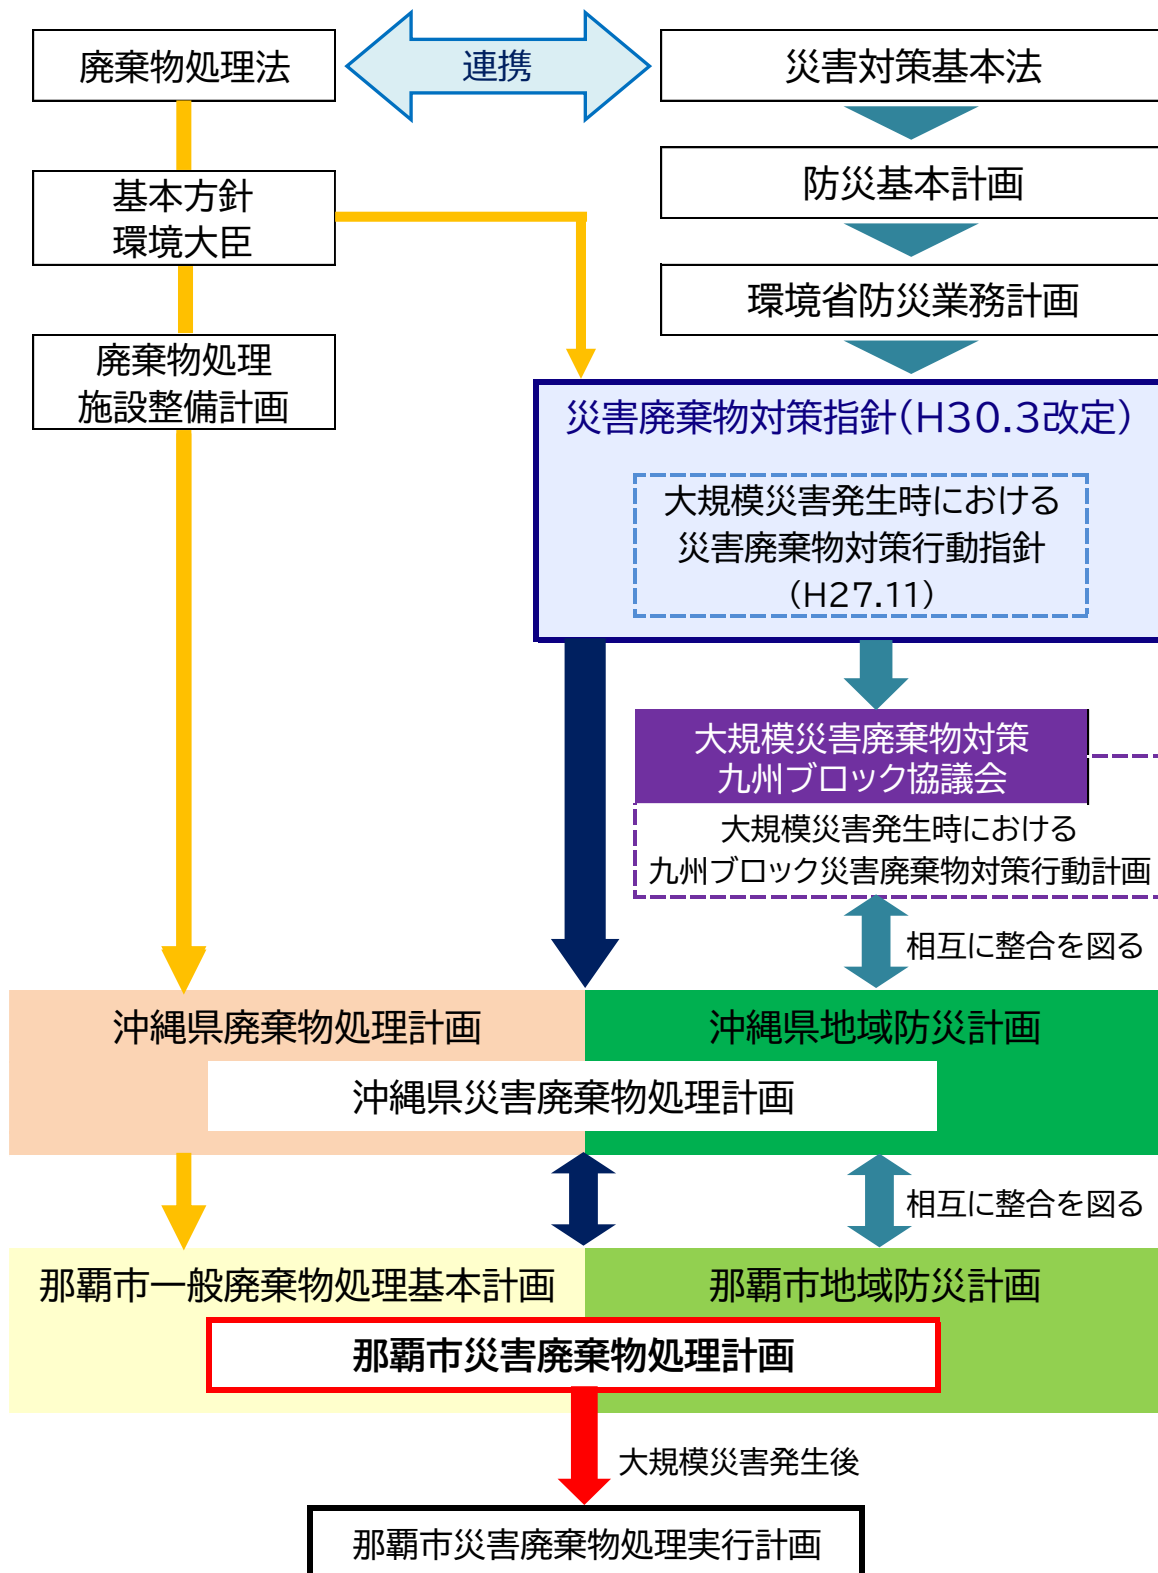 廃棄物処理法
連携
災害対策基本法
基本方針
環境大臣
防災基本計画
環境省防災業務計画
廃棄物処理
施設整備計画
災害廃棄物対策指針(H30.3改定)
大規模災害発生時における
災害廃棄物対策行動指針
(H27.11)
大規模災害廃棄物対策
九州ブロック協議会
大規模災害発生時における
九州ブロック災害廃棄物対策行動計画
相互に整合を図る
沖縄県廃棄物処理計画
沖縄県地域防災計画
沖縄県災害廃棄物処理計画
相互に整合を図る
那覇市一般廃棄物処理基本計画
那覇市地域防災計画
那覇市災害廃棄物処理計画
大規模災害発生後
那覇市災害廃棄物処理実行計画